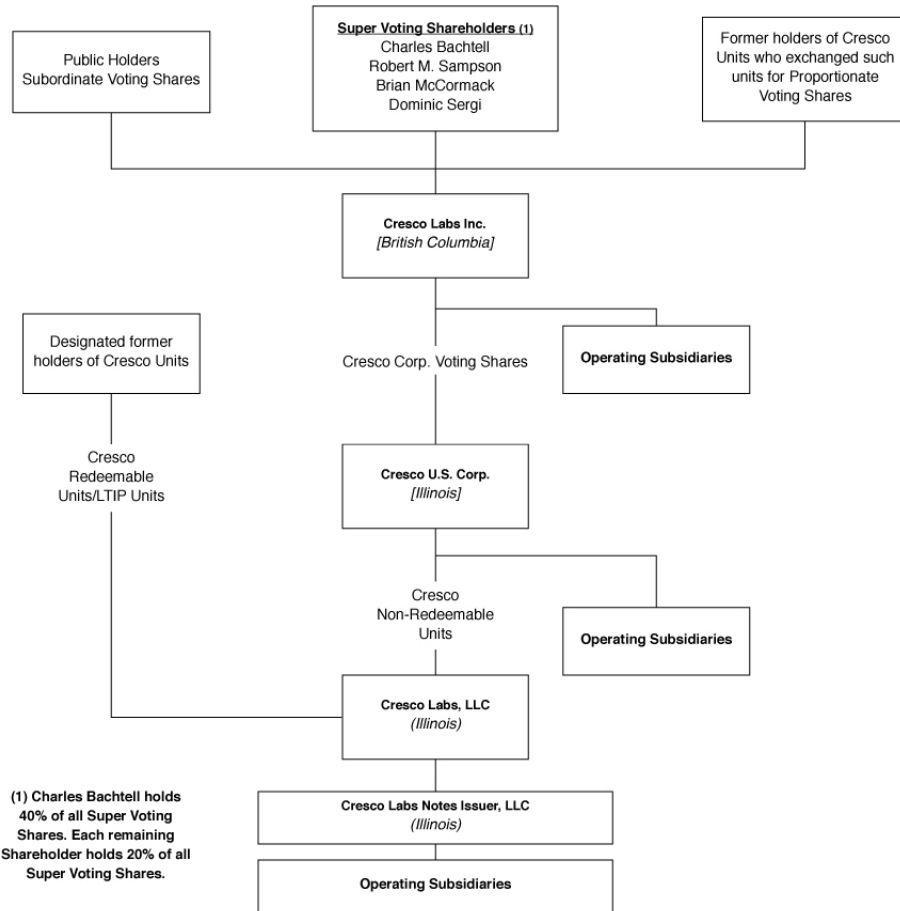 Public Holders
Subordinate Voting Shares
Super Voting Shareholders (1)
Charles Bachtell
Robert M. Sampson
Brian McCormack
Dominic Sergi
Former holders of Cresco
Units who exchanged such
units for Proportionate
Voting Shares
Cresco Labs Inc.
[British Columbia]
Designated former
holders of Cresco Units
Cresco Corp. Voting Shares
Operating Subsidiaries
Cresco
Redeemable
Units/LTIP Units
Cresco U.S. Corp.
[Illinois]
Cresco
Non-Redeemable
Units
Operating Subsidiaries
Cresco Labs, LLC
(Illinois)
(1) Charles Bachtell holds
40% of all Super Voting
Shares. Each remaining
Shareholder holds 20% of all
Super Voting Shares.
Cresco Labs Notes Issuer, LLC
(Illinois)
Operating Subsidiaries